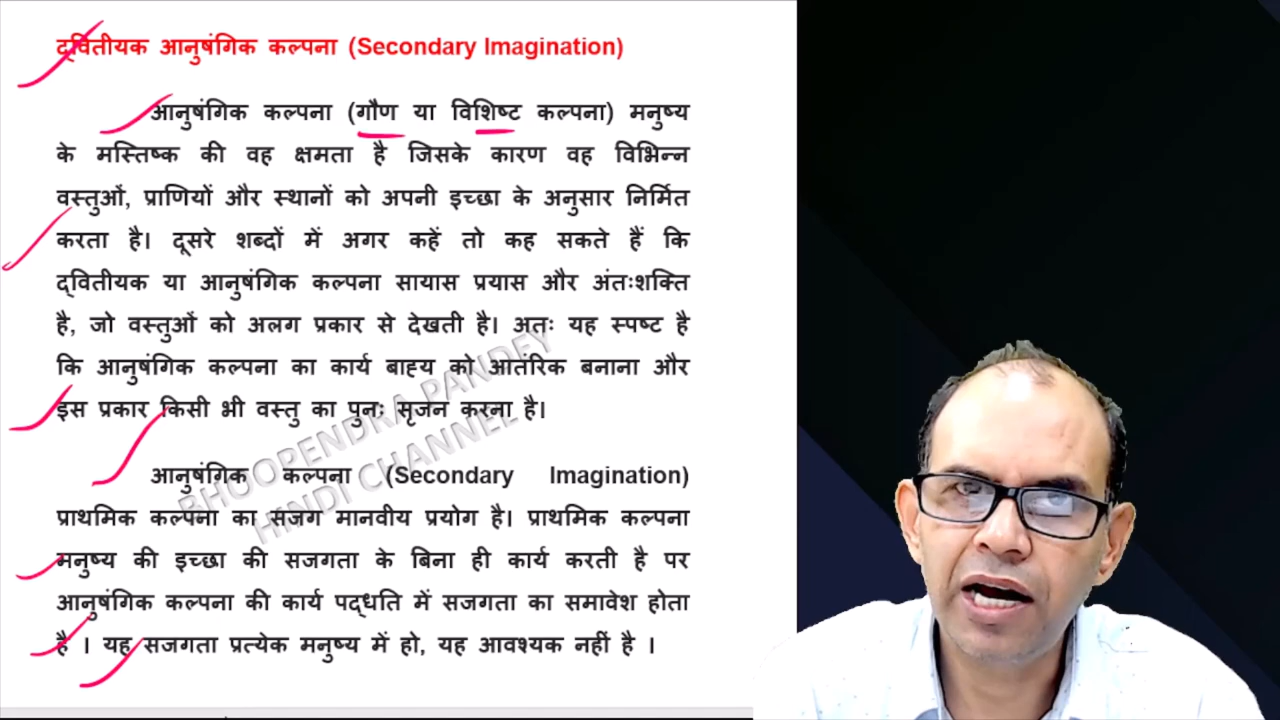 द्वितीयक आनुषंगिक कल्पना (Secondary Imagination)
आनुषंगिक कल्पना (गौण या विशिष्ट कल्पना) मनुष्य
के मस्तिष्क की वह क्षमता है जिसके कारण वह विभिन्न
वस्तुओं, प्राणियों और स्थानों को अपनी इच्छा के अनुसार निर्मित
करता है। दूसरे शब्दों में अगर कहें तो कह सकते हैं कि
द्वितीयक या आनुषंगिक कल्पना सायास प्रयास और अंतःशक्ति
है, जो वस्तुओं को अलग प्रकार से देखती है। अतः यह स्पष्ट है
कि आनुषंगिक कल्पना का कार्य बाह्य को आतंरिक बनाना और
इस प्रकार किसी भी वस्तु का पुनः सृजन करना है।
आनुषंगिक कल्पना (Secondary Imagination)
प्राथमिक कल्पना का सजग मानवीय प्रयोग है। प्राथमिक कल्पना
मनुष्य की इच्छा की सजगता के बिना ही कार्य करती है पर
आनुषंगिक कल्पना की कार्य पद्धति में सजगता का समावेश होता
है । यह सजगता प्रत्येक मनुष्य में हो, यह आवश्यक नहीं है ।
BHOOPENDRA PANDEY
HINDI CHANNEL